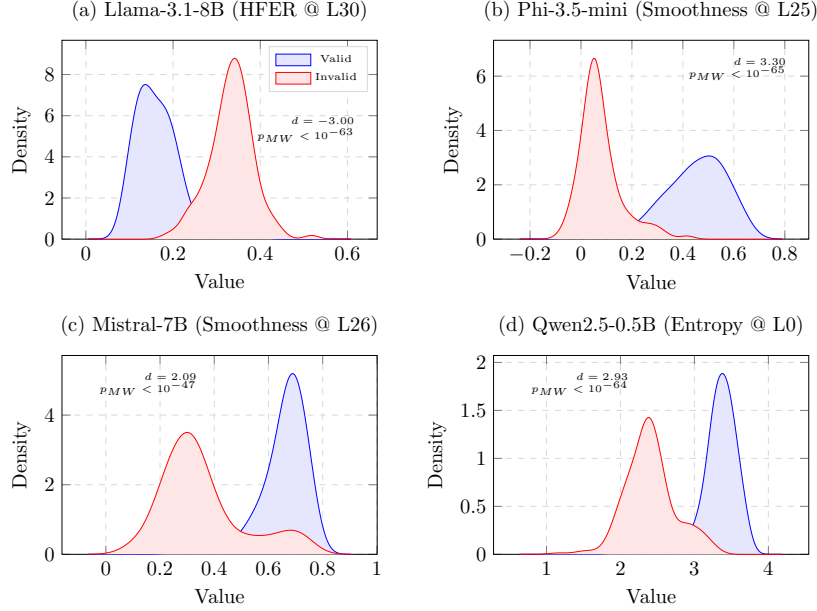 (a) Llama-3.1-8B (HFER @ L30)
Density
8
6
4
2
0
Valid
Invalid
d = −3.00
pMW < 10−63
0
0.2
0.4
0.6
Value
(b) Phi-3.5-mini (Smoothness @ L25)
Density
6
4
2
0
d = 3.30
pMW < 10−65
−0.2
0
0.2
0.4
0.6
0.8
Value
(c) Mistral-7B (Smoothness @ L26)
Density
4
2
0
d = 2.09
pMW < 10−47
0
0.2
0.4
0.6
0.8
1
Value
(d) Qwen2.5-0.5B (Entropy @ L0)
Density
2
1.5
1
0.5
0
d = 2.93
pMW < 10−64
1
2
3
4
Value